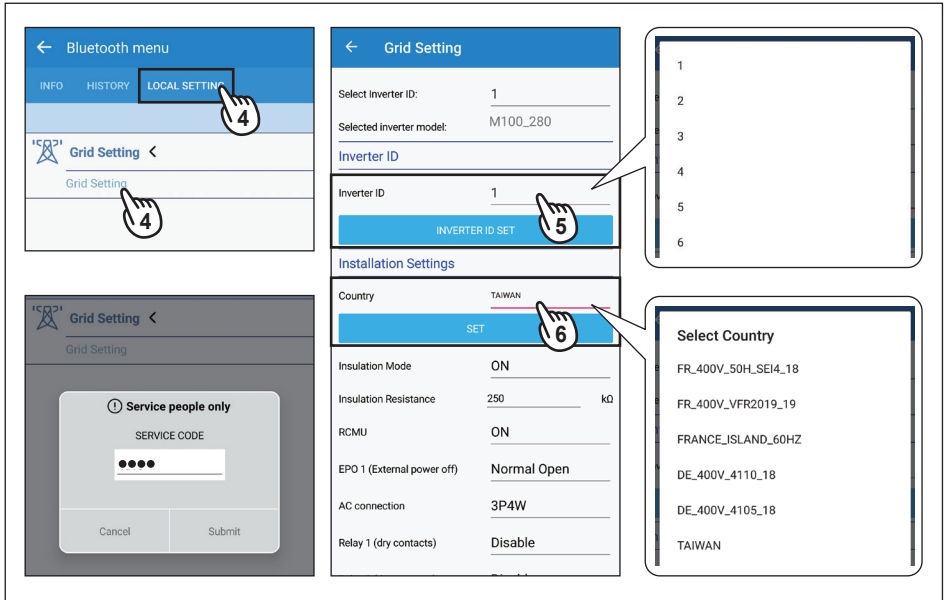 Bluetooth menu
INFO HISTORY LOCAL SETTING
4
Grid Setting
Grid Setting
4
Grid Setting
Grid Setting
Service people only
SERVICE CODE
Cancel Submit
Grid Setting
Select Inverter ID: 1
Selected inverter model: M100_280
Inverter ID
Inverter ID 1
5
INVERTER ID SET
Installation Settings
Country TAIWAN
6
SET
Insulation Mode ON
Insulation Resistance 250 kΩ
RCMU ON
EPO 1 (External power off) Normal Open
AC connection 3P4W
Relay 1 (dry contacts) Disable
1
2
3
4
5
6
Select Country
FR_400V_50H_SEI4_18
FR_400V_VFR2019_19
FRANCE_ISLAND_60HZ
DE_400V_4110_18
DE_400V_4105_18
TAIWAN